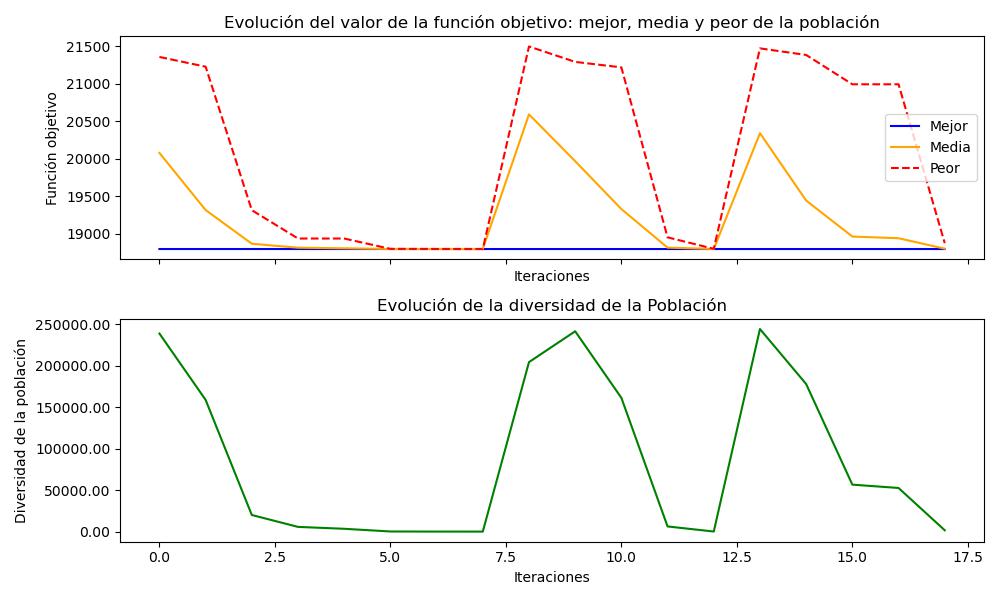 Evolución del valor de la función objetivo: mejor, media y peor de la población
Función objetivo
21500
21000
20500
20000
19500
19000
Mejor
Media
Peor
Iteraciones
Evolución de la diversidad de la Población
Diversidad de la población
250000.00
200000.00
150000.00
100000.00
50000.00
0.00
0.0 2.5 5.0 7.5 10.0 12.5 15.0 17.5
Iteraciones